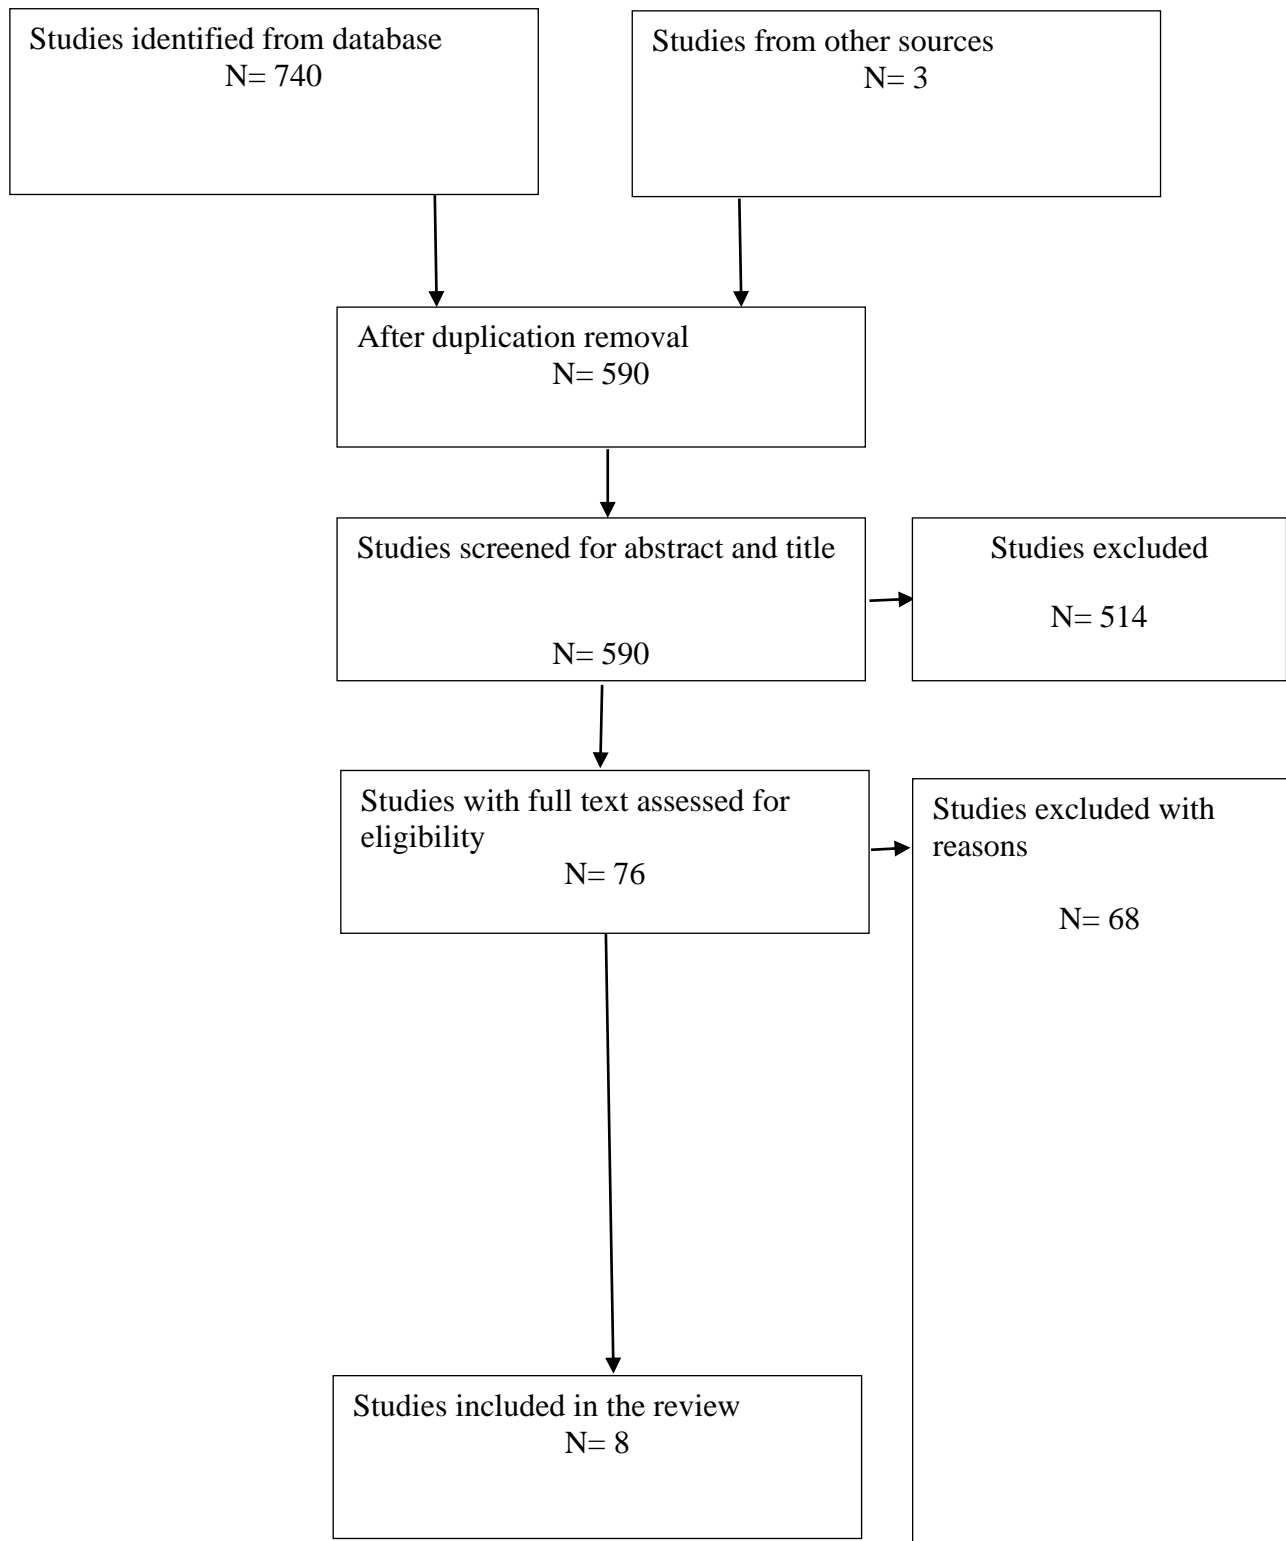 Studies identified from database
N= 740
Studies from other sources
N= 3
After duplication removal
N= 590
Studies screened for abstract and title
N= 590
Studies excluded
N= 514
Studies with full text assessed for
eligibility
N= 76
Studies excluded with
reasons
N= 68
Studies included in the review
N= 8